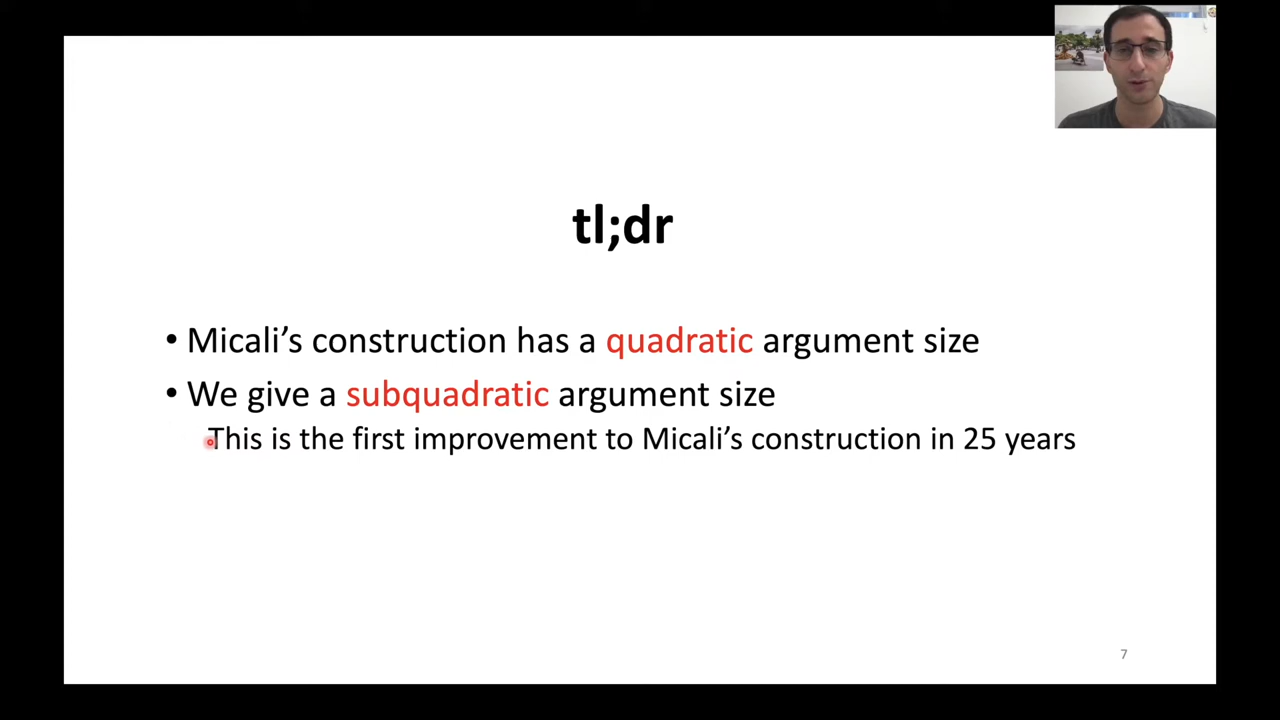 tl;dr
• Micali's construction has a quadratic argument size
• We give a subquadratic argument size
This is the first improvement to Micali's construction in 25 years
7